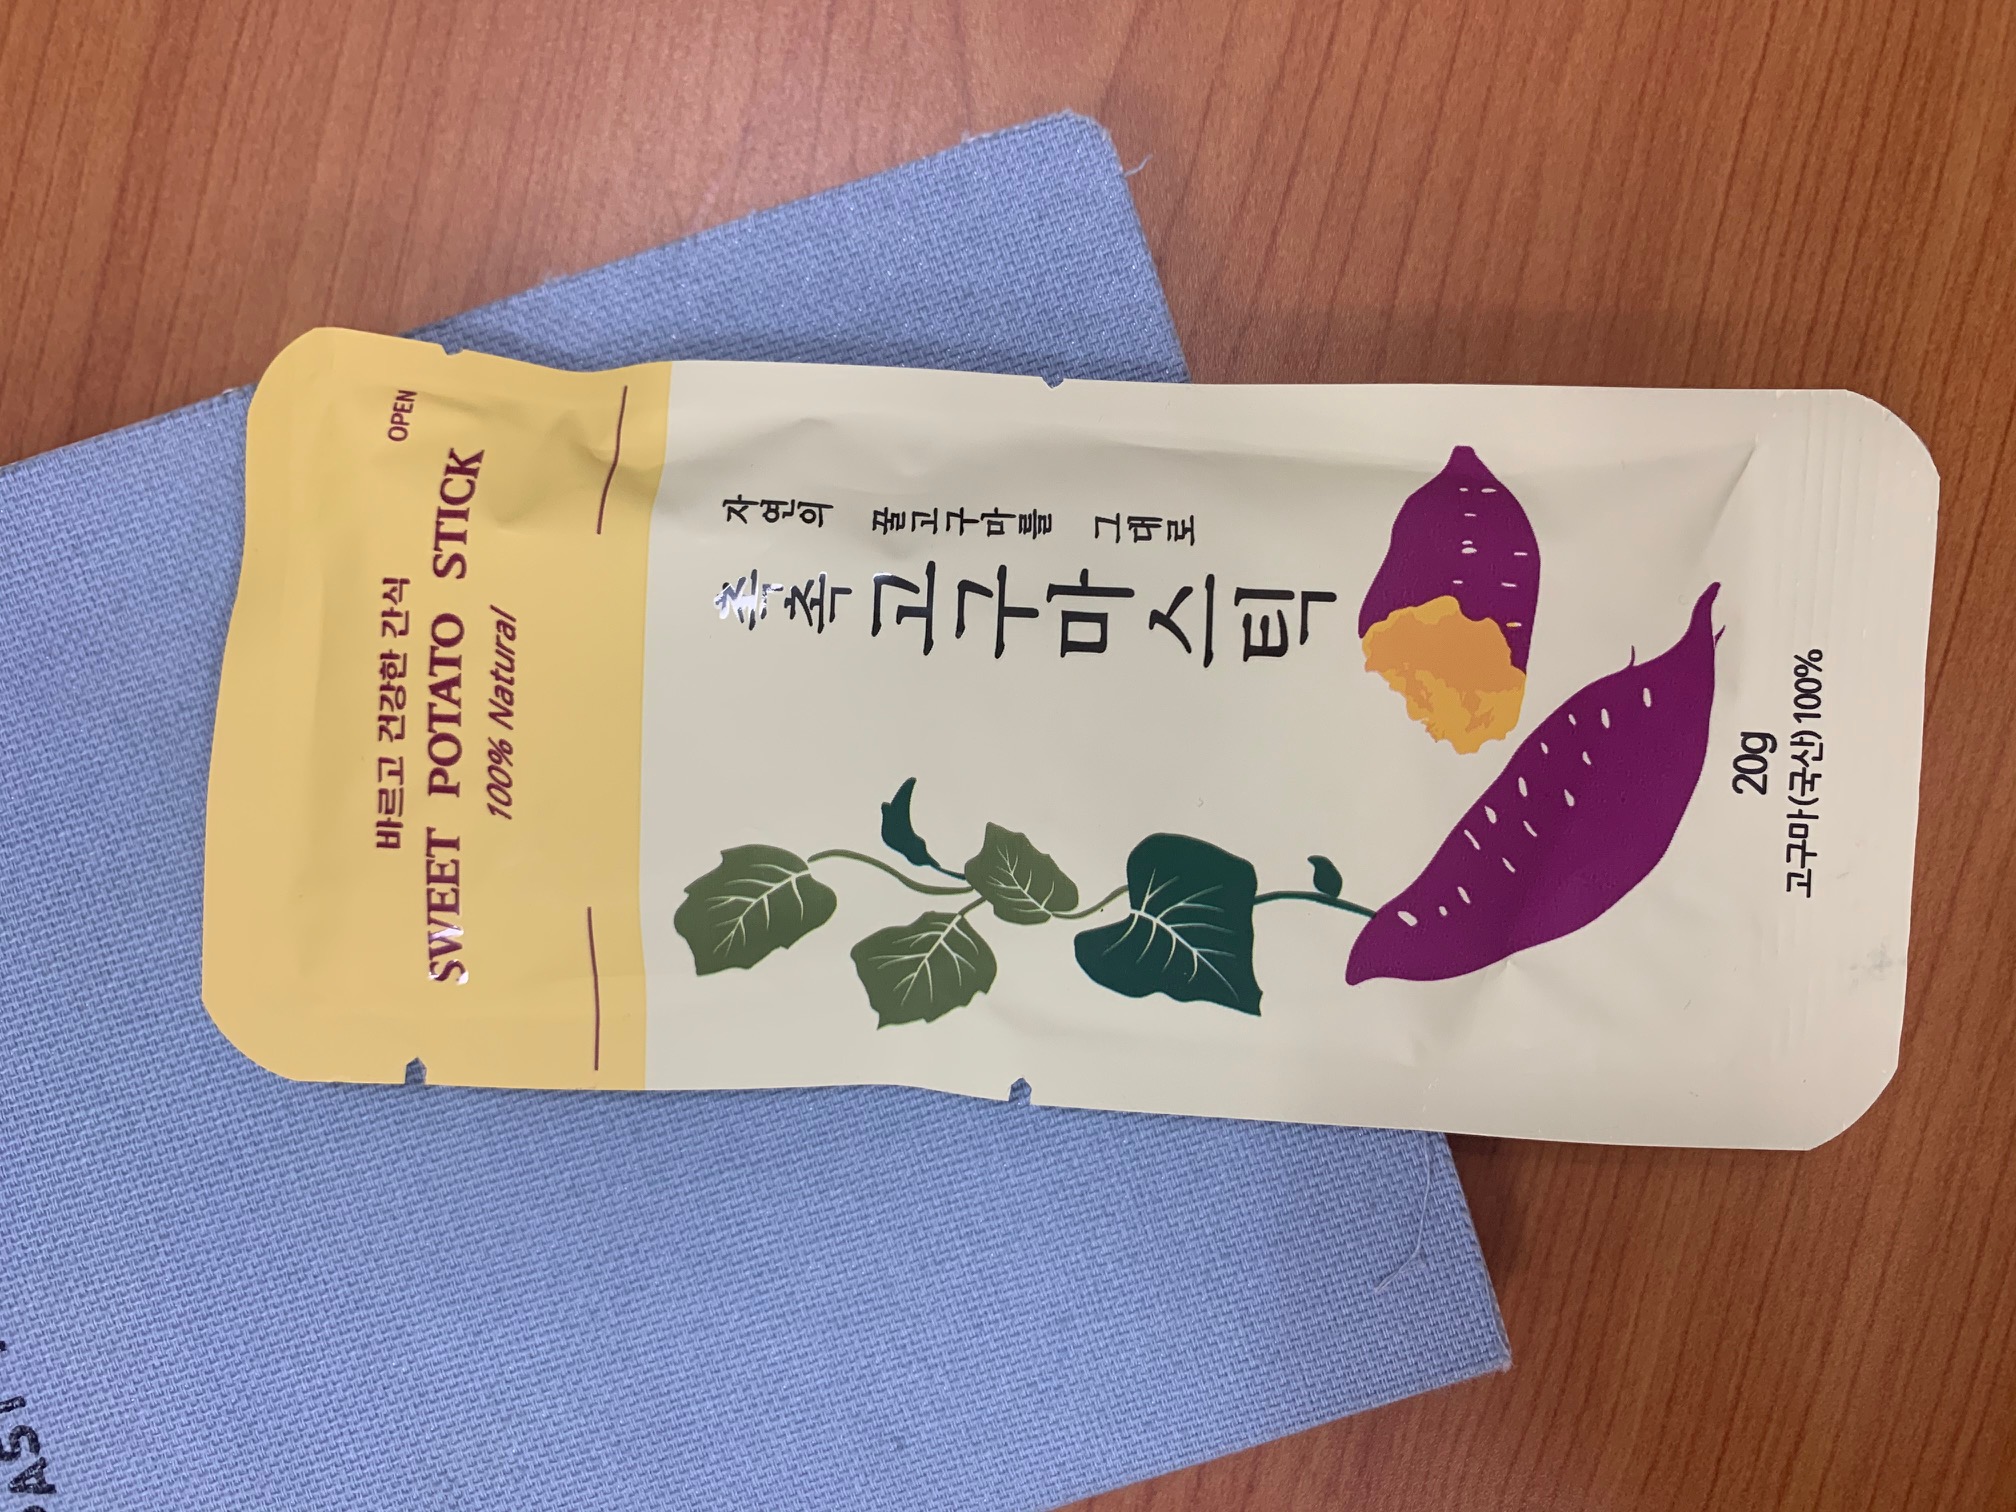 OPEN
바르고 건강한 간식
SWEET POTATO STICK
100% Natural
자연의 꿀고구마를 그대로
촉촉고구마스틱
20g
고구마(국산)100%